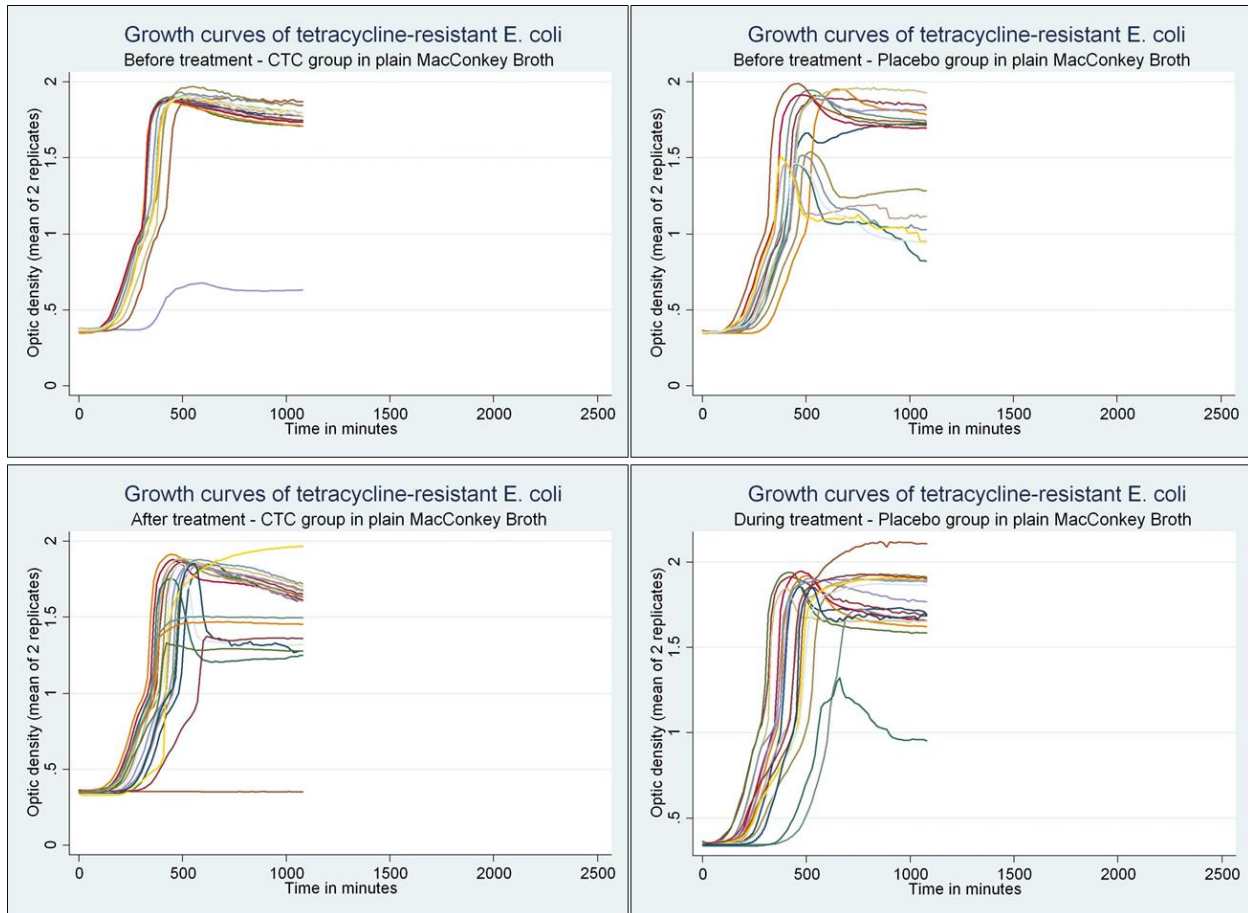 Growth curves of tetracycline-resistant E. coli
Before treatment - CTC group in plain MacConkey Broth
Optic density (mean of 2 replicates)
2
1.5
1
.5
0
0 500 1000 1500 2000 2500
Time in minutes
Growth curves of tetracycline-resistant E. coli
Before treatment - Placebo group in plain MacConkey Broth
Optic density (mean of 2 replicates)
2
1.5
1
.5
0
0 500 1000 1500 2000 2500
Time in minutes
Growth curves of tetracycline-resistant E. coli
After treatment - CTC group in plain MacConkey Broth
Optic density (mean of 2 replicates)
2
1.5
1
.5
0
0 500 1000 1500 2000 2500
Time in minutes
Growth curves of tetracycline-resistant E. coli
During treatment - Placebo group in plain MacConkey Broth
Optic density (mean of 2 replicates)
2
1.5
1
.5
0 500 1000 1500 2000 2500
Time in minutes